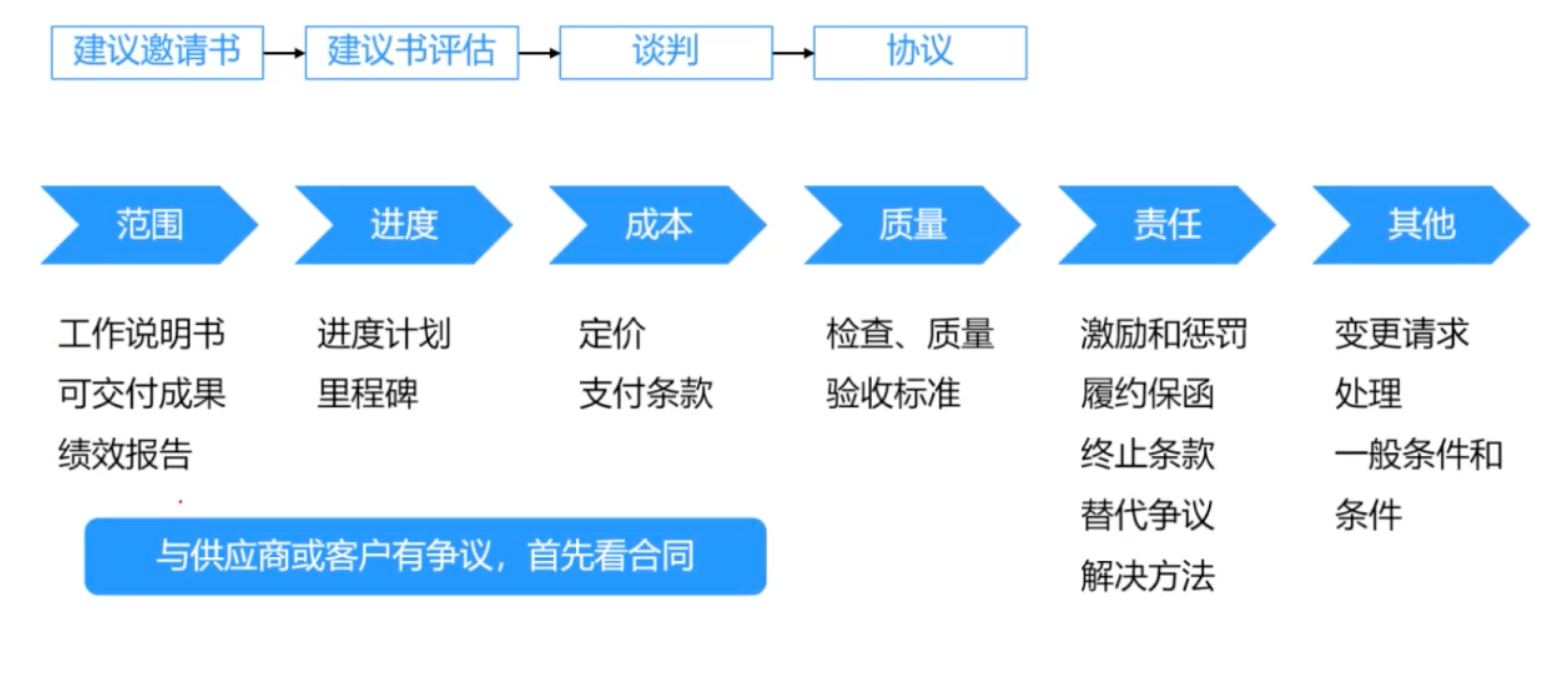 建议邀请书
建议书评估
谈判
协议
范围
进度
成本
质量
责任
其他
工作说明书
可交付成果
绩效报告
进度计划
里程碑
定价
支付条款
检查、质量
验收标准
激励和惩罚
履约保函
终止条款
替代争议
解决方法
变更请求
处理
一般条件和
条件
与供应商或客户有争议，首先看合同